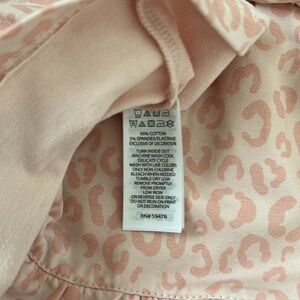 95% COTTON
5% SPANDEX/ELASTANE
EXCLUSIVE OF DECORATION
TURN INSIDE OUT
MACHINE WASH COOL
DELICATE CYCLE
WASH WITH LIKE COLORS
ONLY NON-CHLORINE
BLEACH WHEN NEEDED
TUMBLE DRY LOW
REMOVE PROMPTLY
FROM DRYER
LOW IRON
ON REVERSE SIDE ONLY
DO NOT IRON ON PRINT
OR DECORATION
RN# 59478